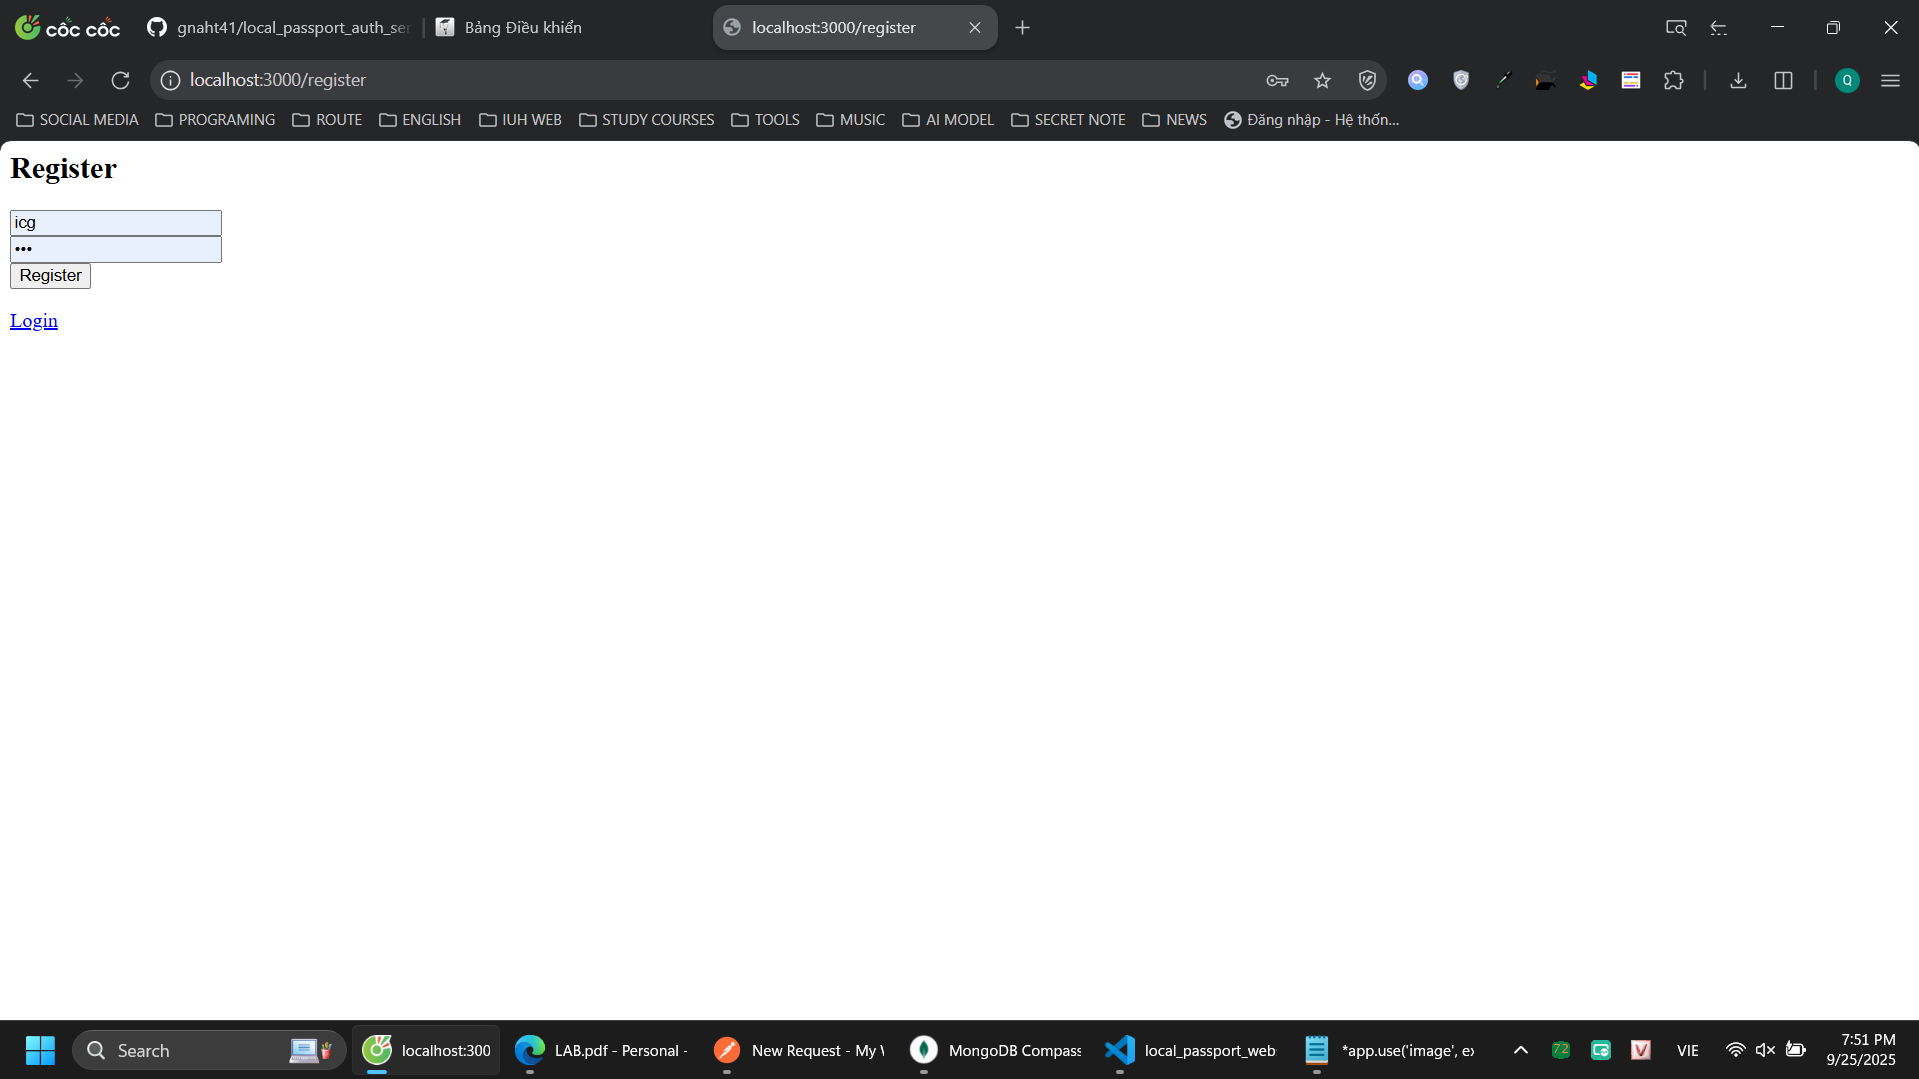 cốc cốc
gnaht41/local_passport_auth_ser
Bảng Điều khiển
localhost:3000/register
localhost:3000/register
Q
SOCIAL MEDIA
PROGRAMING
ROUTE
ENGLISH
IUH WEB
STUDY COURSES
TOOLS
MUSIC
AI MODEL
SECRET NOTE
NEWS
Đăng nhập - Hệ thốn...
Register
icg
•••
Register
Login
Search
localhost:300
LAB.pdf - Personal -
New Request - My W
MongoDB Compass
local_passport_web
*app.use('image', ex
72
V
VIE
7:51 PM
9/25/2025